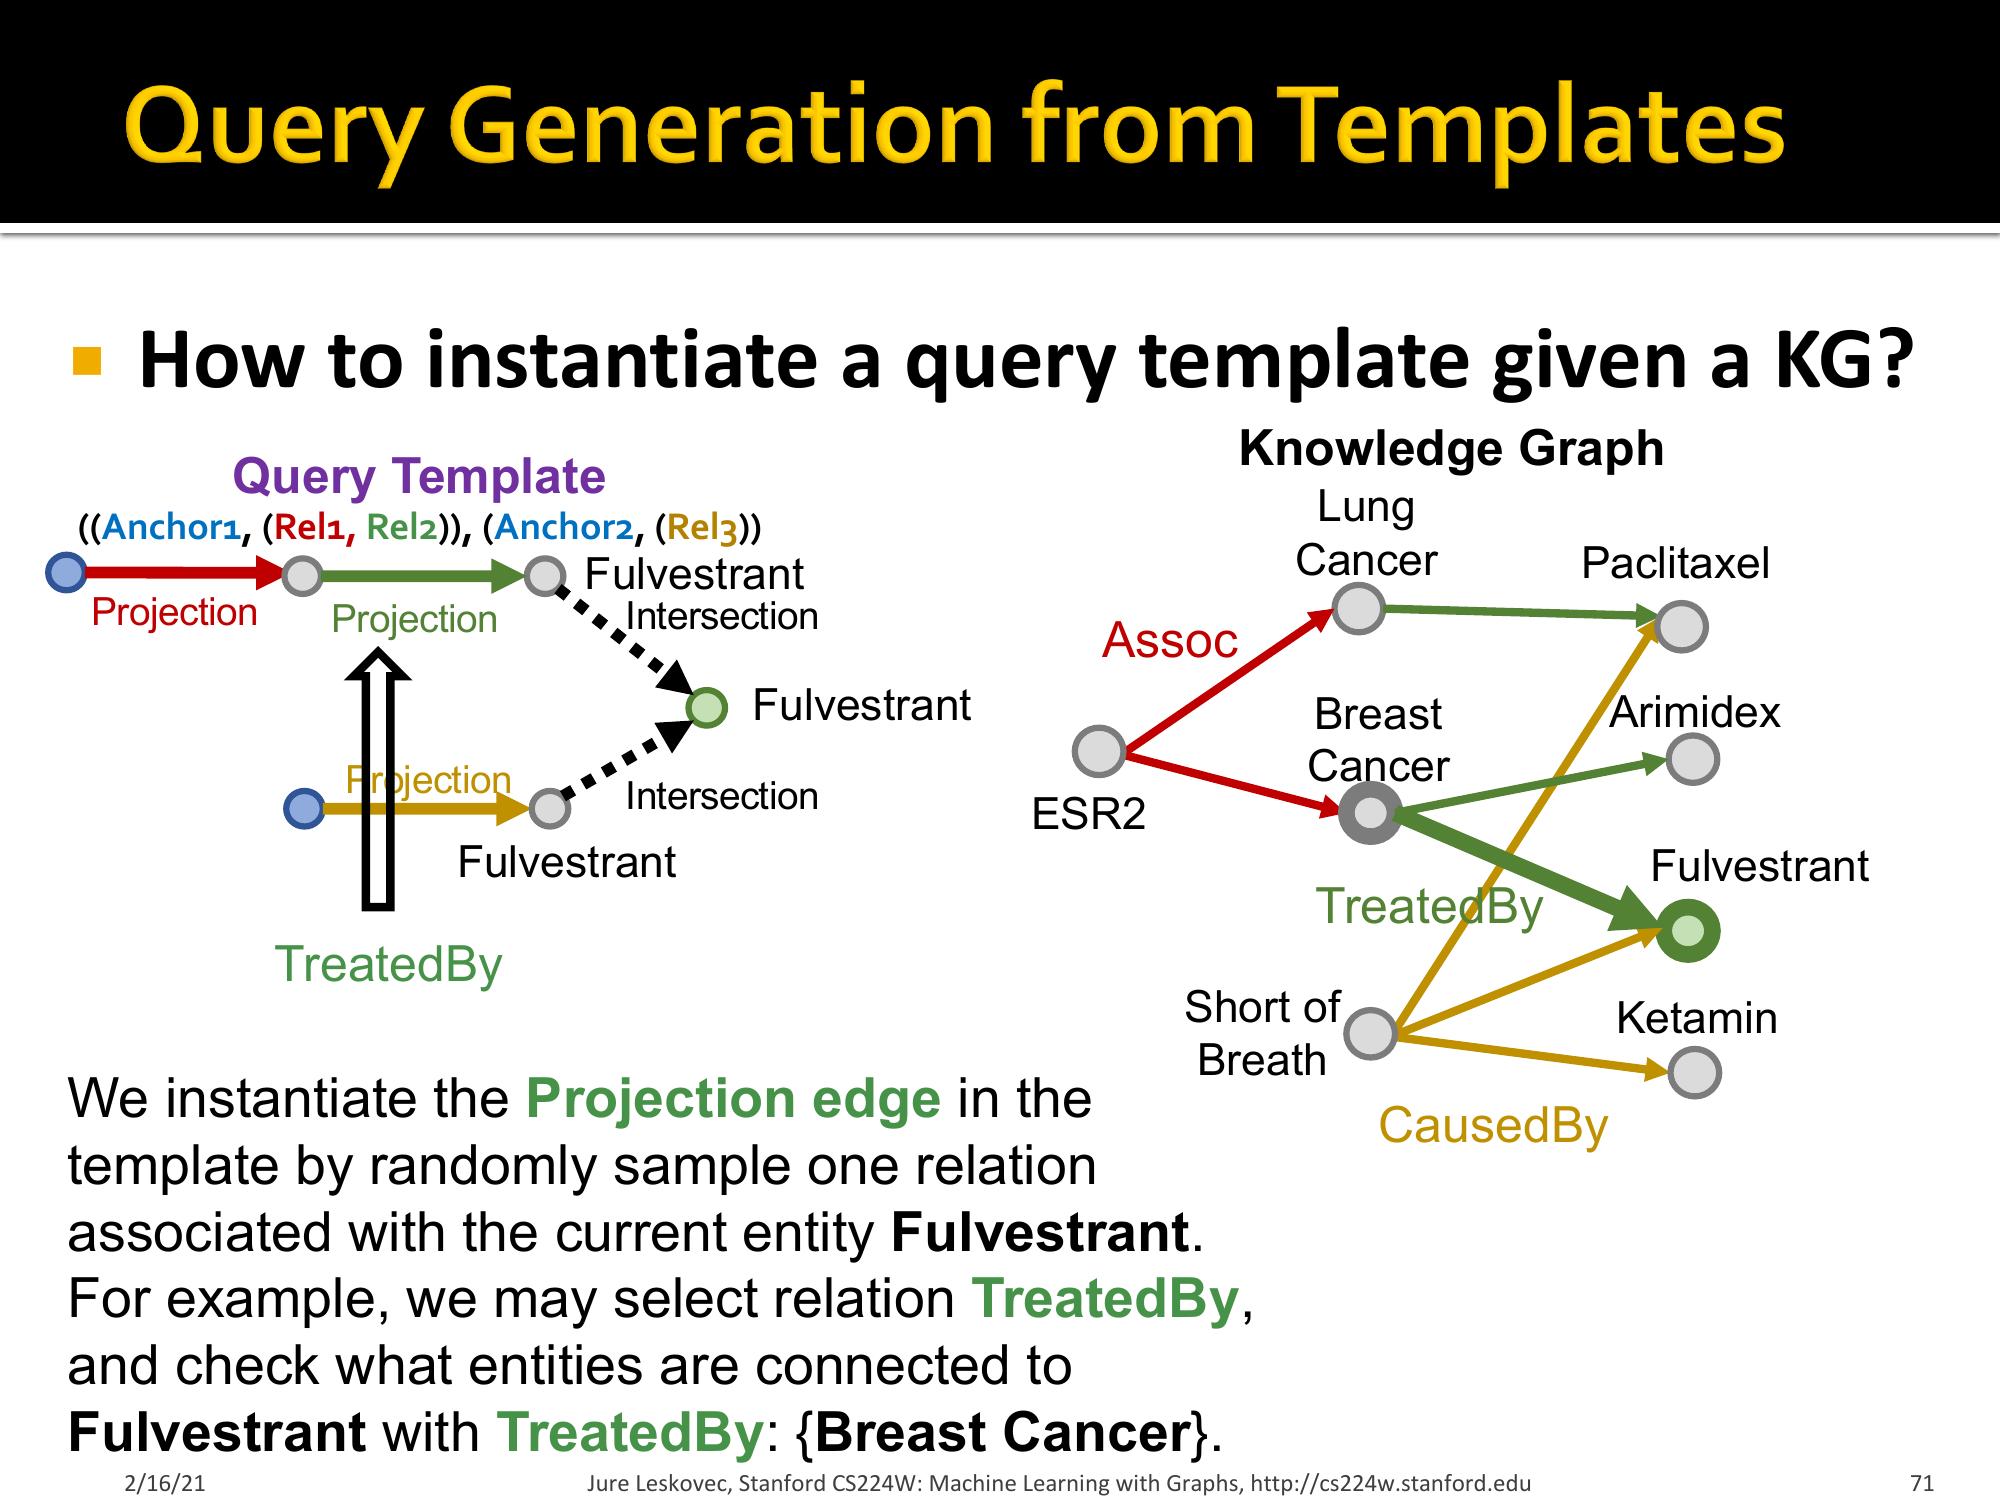 Query Generation from Templates
How to instantiate a query template given a KG?
Query Template
((Anchor1, (Rel1, Rel2)), (Anchor2, (Rel3))
Projection
Projection
Fulvestrant
Intersection
Fulvestrant
Projection
Intersection
Fulvestrant
TreatedBy
Knowledge Graph
Lung
Cancer
Paclitaxel
Assoc
Breast
Cancer
Arimidex
ESR2
Fulvestrant
TreatedBy
Short of
Breath
Ketamin
CausedBy
We instantiate the Projection edge in the
template by randomly sample one relation
associated with the current entity Fulvestrant.
For example, we may select relation TreatedBy,
and check what entities are connected to
Fulvestrant with TreatedBy: {Breast Cancer}.
2/16/21
Jure Leskovec, Stanford CS224W: Machine Learning with Graphs, http://cs224w.stanford.edu
71